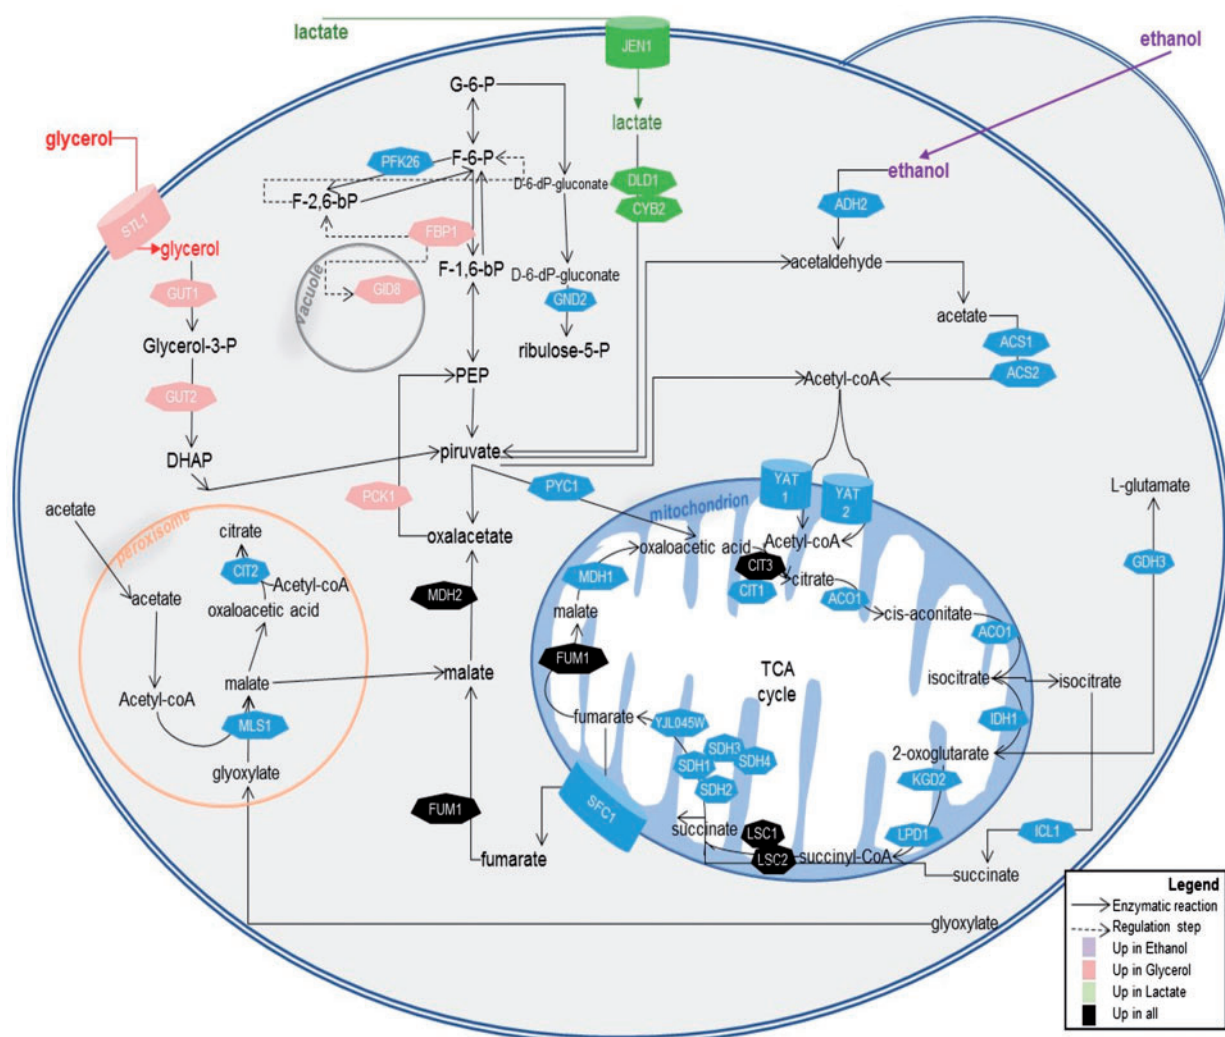 lactate
JEN1
ethanol
G-6-P
lactate
glycerol
PFK26
F-6-P
D-6-dP-gluconate
DLD1
CYB2
ethanol
ADH2
F-2,6-bP
STL1
glycerol
FBP1
F-1,6-bP
D-6-dP-gluconate
acetaldehyde
GUT1
vacuole
GID8
GND2
acetate
Glycerol-3-P
ribulose-5-P
ACS1
ACS2
PEP
Acetyl-coA
GUT2
DHAP
piruvate
YAT
1
YAT
2
PCK1
PYC1
L-glutamate
acetate
peroxisome
citrate
mitochondrion
oxalacetate
oxaloacetic acid
Acetyl-coA
CIT2
Acetyl-coA
CIT3
citrate
GDH3
MDH1
CIT1
ACO1
acetate
oxaloacetic acid
MDH2
malate
cis-aconitate
ACO1
FUM1
TCA
cycle
malate
malate
isocitrate
isocitrate
Acetyl-coA
MLS1
fumarate
YJL045W
IDH1
SDH3
SDH4
SDH1
SDH2
2-oxoglutarate
KGD2
glyoxylate
FUM1
SFC1
succinate
LSC1
LSC2
succinyl-CoA
LPD1
ICL1
fumarate
succinate
glyoxylate
Legend
Enzymatic reaction
Regulation step
Up in Ethanol
Up in Glycerol
Up in Lactate
Up in all